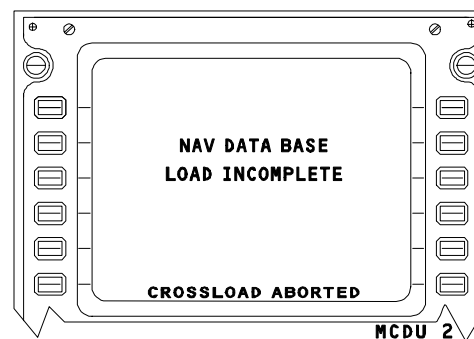 NAV DATA BASE
LOAD INCOMPLETE
CROSSLOAD ABORTED
MCDU 2